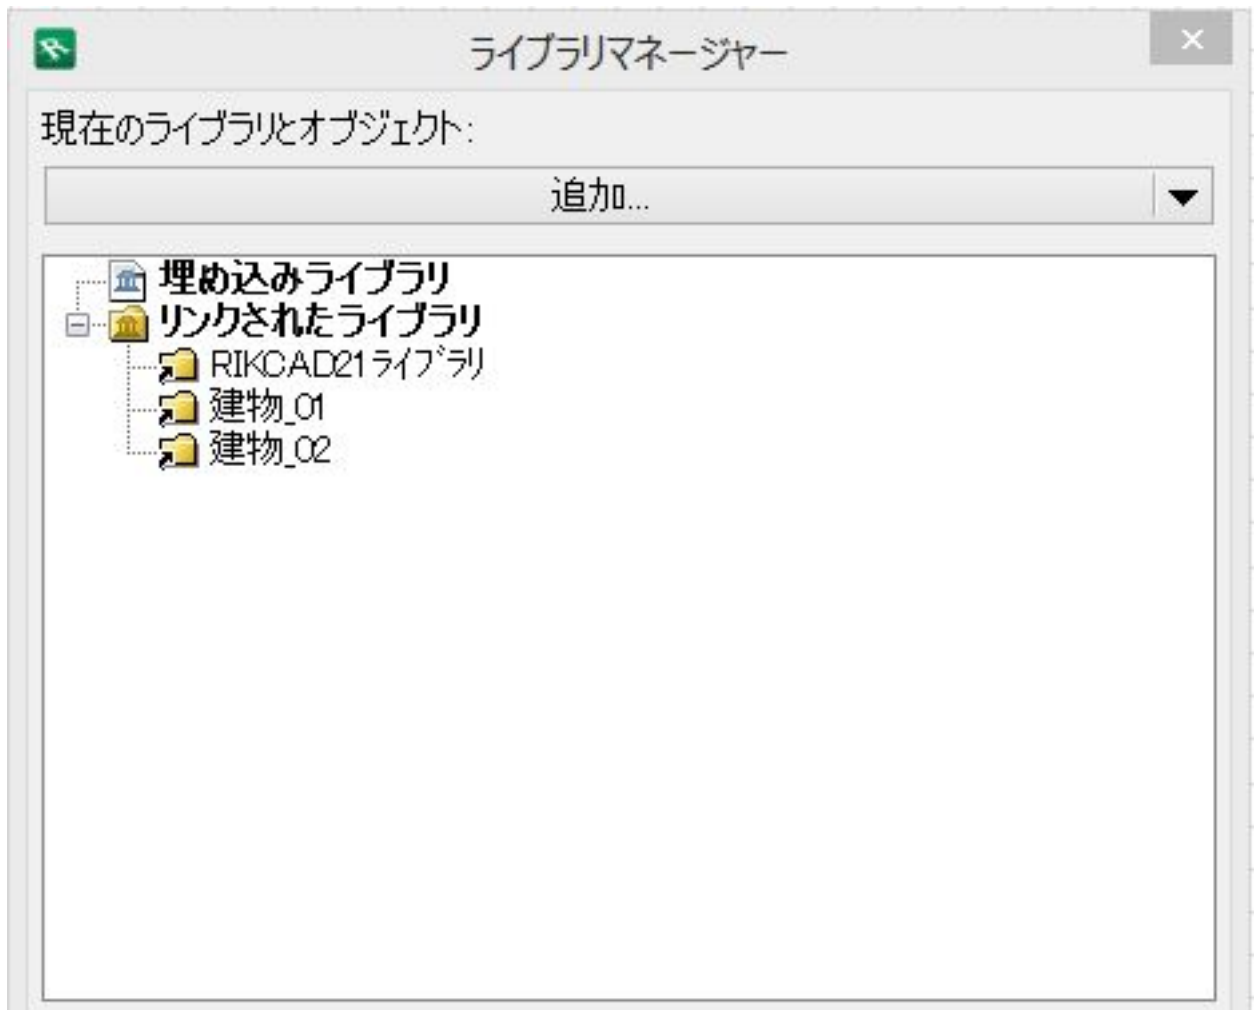 ライブラリマネージャー
現在のライブラリとオブジェクト:
追加...
埋め込みライブラリ
リンクされたライブラリ
RIKCAD21ﾗｲﾌﾞﾗﾘ
建物_01
建物_02